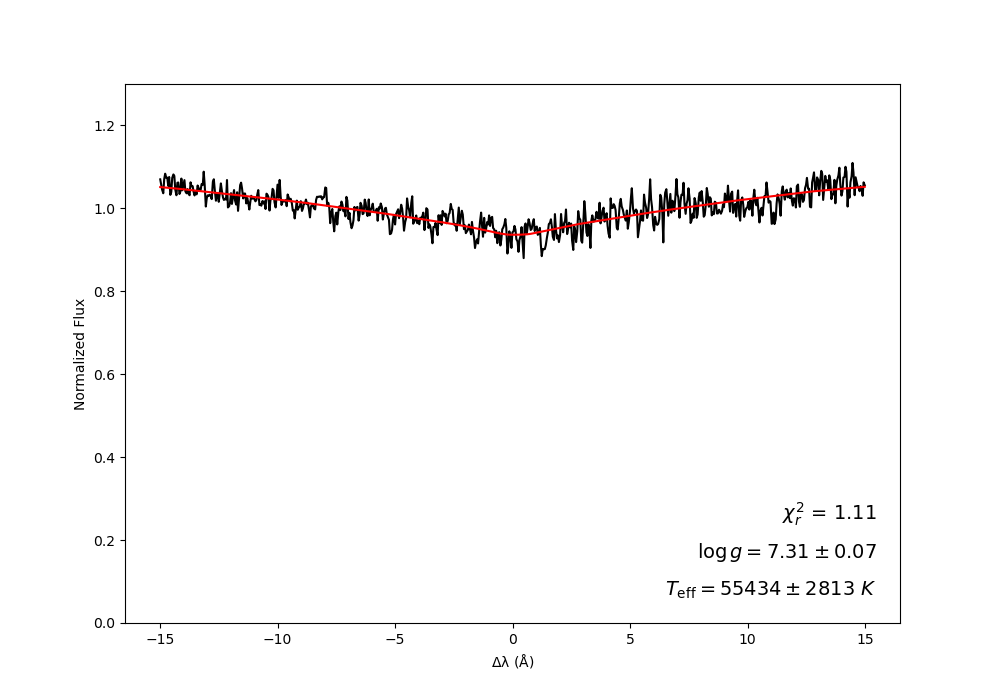 1.2
1.0
0.8
0.6
0.4
0.2
0.0
Normalized Flux
χ²ᵣ = 1.11
log g = 7.31 ± 0.07
T_eff = 55434 ± 2813 K
−15 −10 −5 0 5 10 15
Δλ (Å)